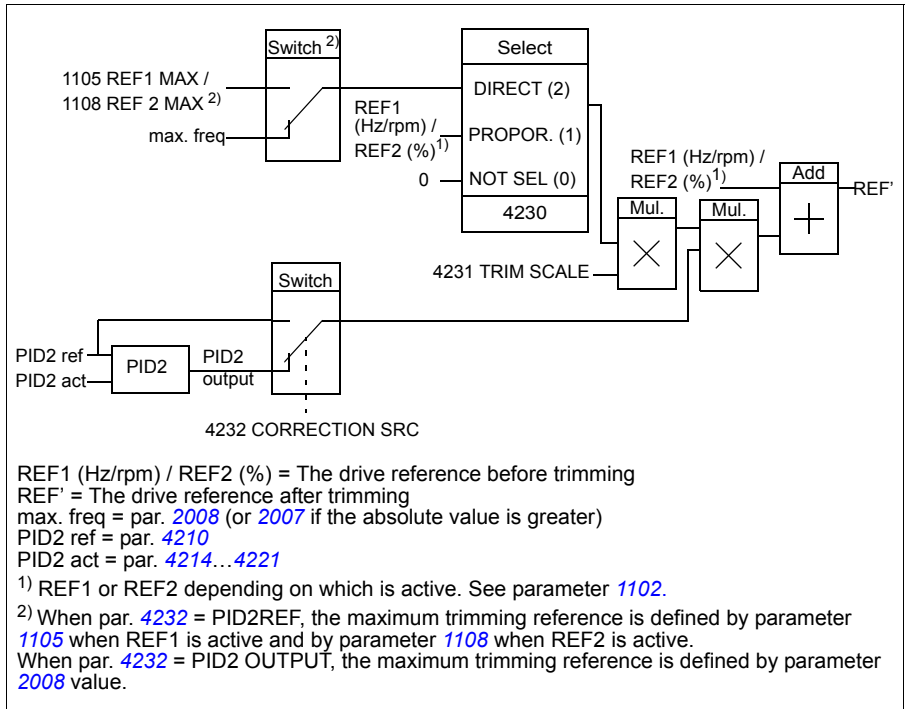 Switch 2)
Select
1105 REF1 MAX /
1108 REF 2 MAX 2)
max. freq
DIRECT (2)
REF1
(Hz/rpm) /
REF2 (%)1)
PROPOR. (1)
0
NOT SEL (0)
4230
REF1 (Hz/rpm) /
REF2 (%)1)
Add
REF'
+
Mul.
Mul.
×
×
4231 TRIM SCALE
Switch
PID2 ref
PID2 act
PID2
PID2
output
4232 CORRECTION SRC
REF1 (Hz/rpm) / REF2 (%) = The drive reference before trimming
REF' = The drive reference after trimming
max. freq = par. 2008 (or 2007 if the absolute value is greater)
PID2 ref = par. 4210
PID2 act = par. 4214…4221
1) REF1 or REF2 depending on which is active. See parameter 1102.
2) When par. 4232 = PID2REF, the maximum trimming reference is defined by parameter
1105 when REF1 is active and by parameter 1108 when REF2 is active.
When par. 4232 = PID2 OUTPUT, the maximum trimming reference is defined by parameter
2008 value.